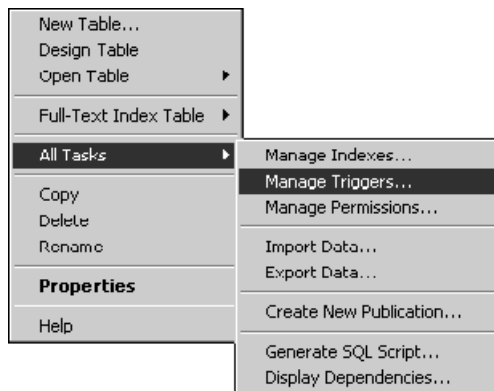 New Table...
Design Table
Open Table
Full-Text Index Table
All Tasks
Copy
Delete
Rename
Properties
Help
Manage Indexes...
Manage Triggers...
Manage Permissions...
Import Data...
Export Data...
Create New Publication...
Generate SQL Script...
Display Dependencies...